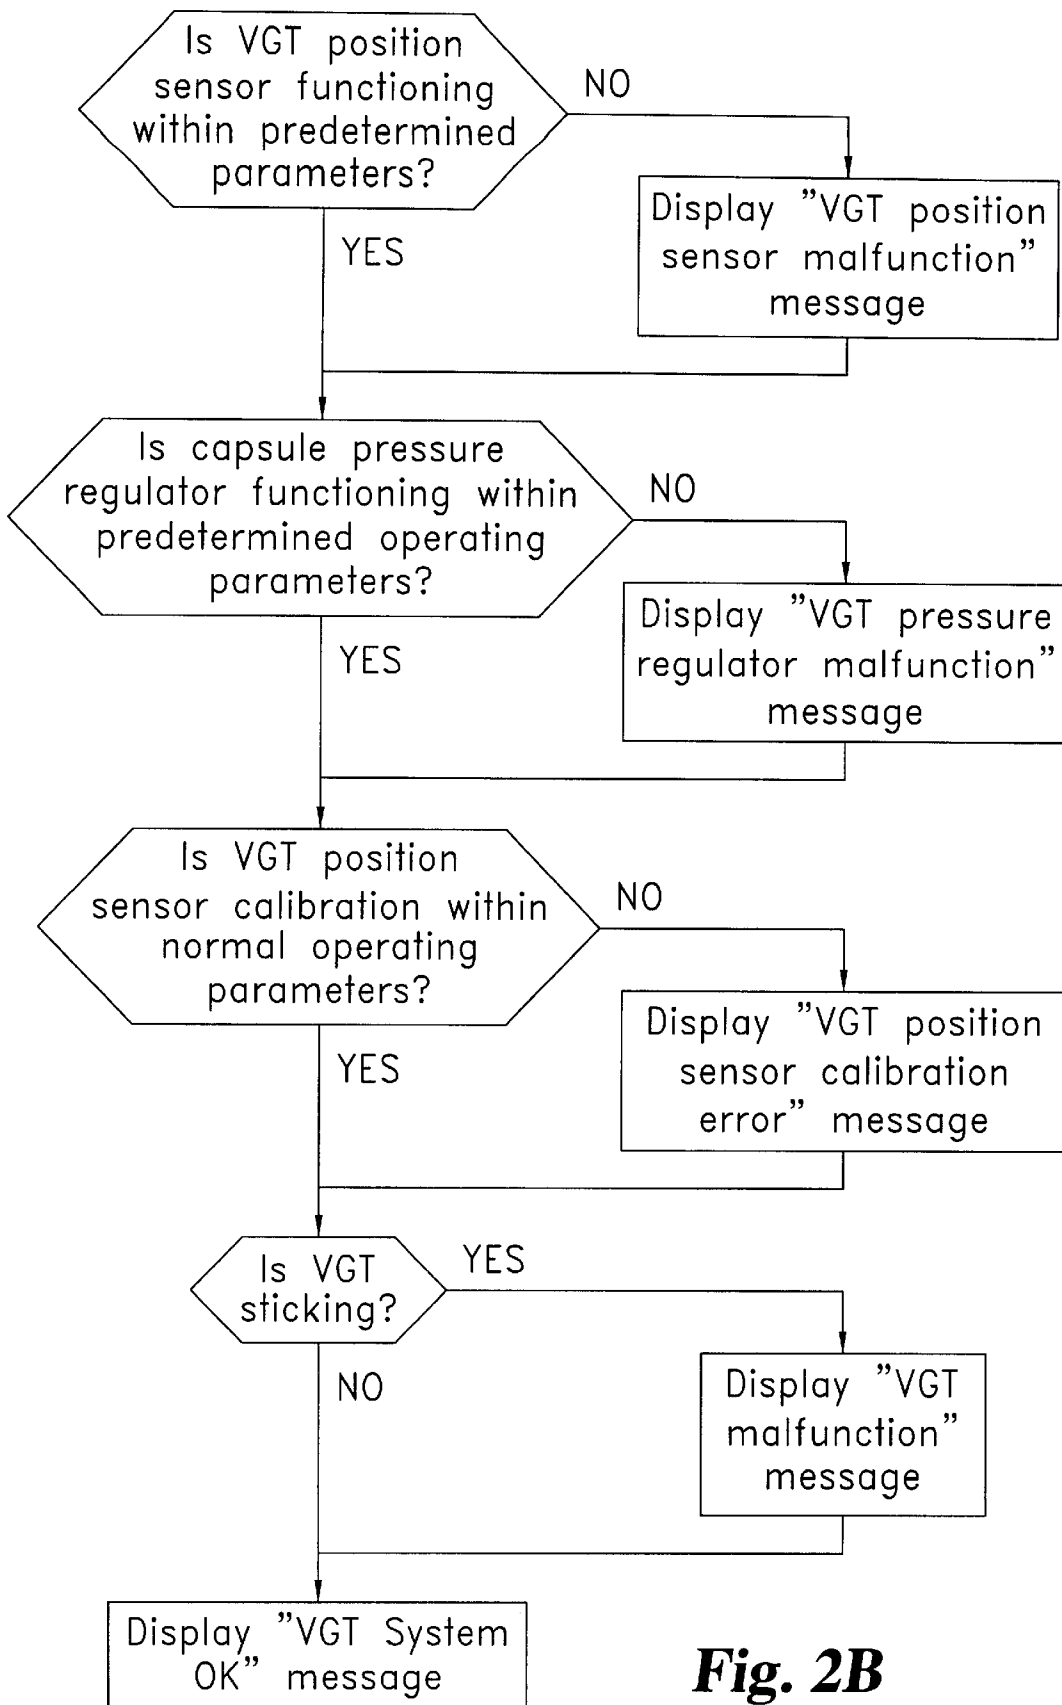 Is VGT position
sensor functioning
within predetermined
parameters?
NO
YES
Display ”VGT position
sensor malfunction”
message
Is capsule pressure
regulator functioning within
predetermined operating
parameters?
NO
YES
Display ”VGT pressure
regulator malfunction”
message
Is VGT position
sensor calibration within
normal operating
parameters?
NO
YES
Display ”VGT position
sensor calibration
error” message
Is VGT
sticking?
YES
NO
Display ”VGT
malfunction”
message
Display ”VGT System
OK” message
Fig. 2B